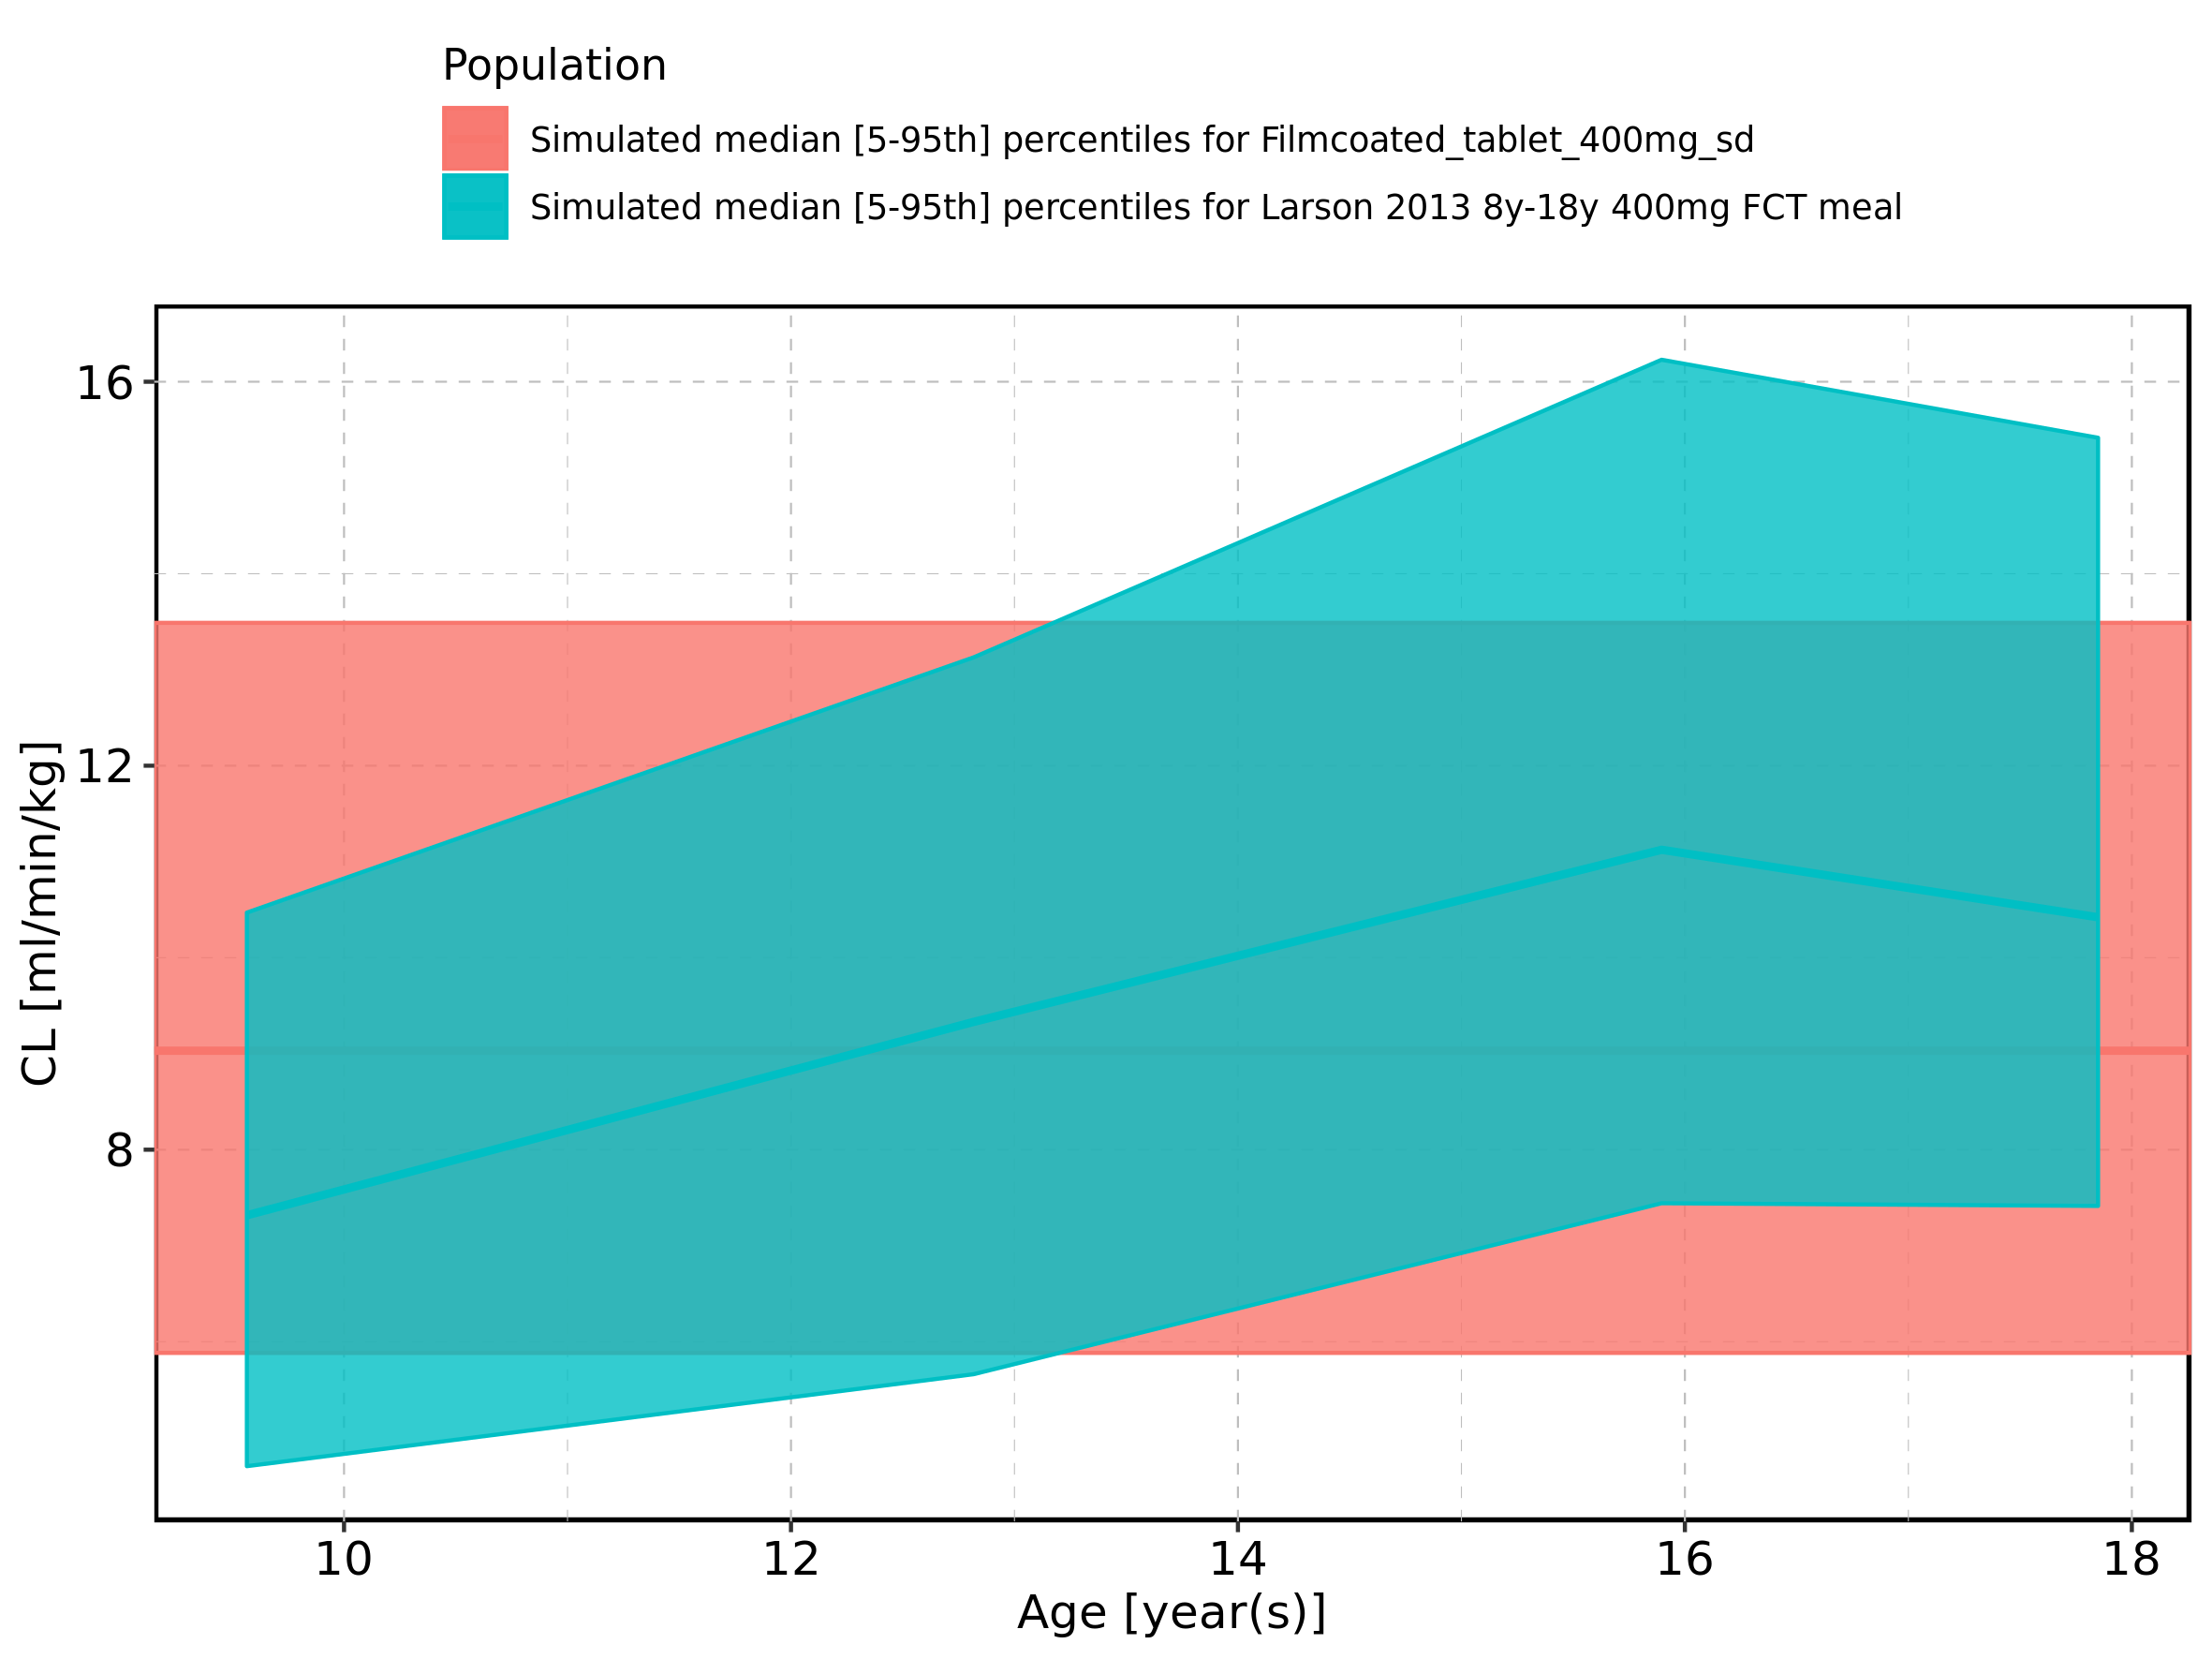 Population
Simulated median [5-95th] percentiles for Filmcoated_tablet_400mg_sd
Simulated median [5-95th] percentiles for Larson 2013 8y-18y 400mg FCT meal
16
12
8
CL [ml/min/kg]
10 12 14 16 18
Age [year(s)]